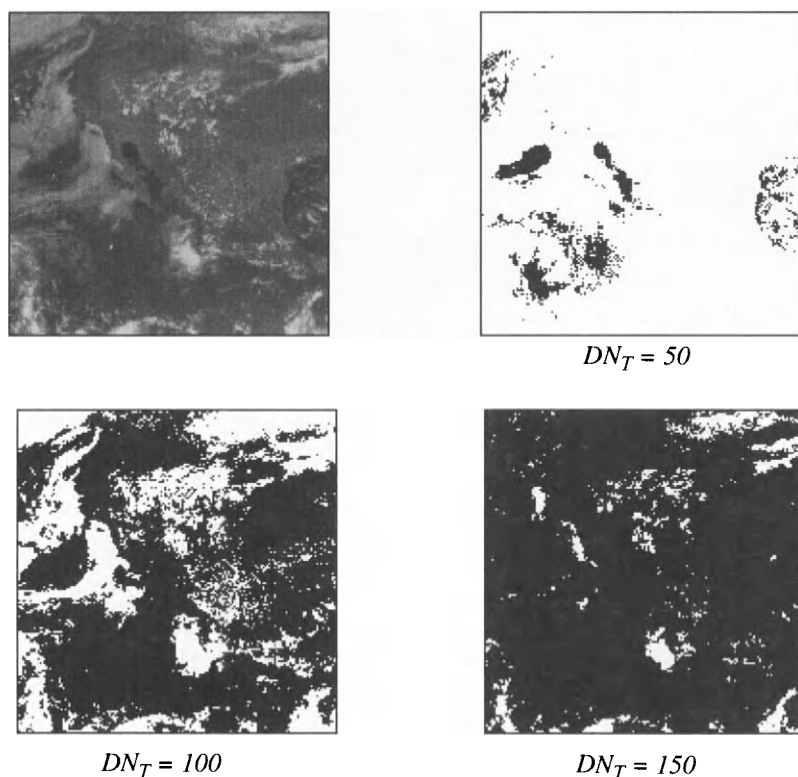 DN_T = 50
DN_T = 100
DN_T = 150